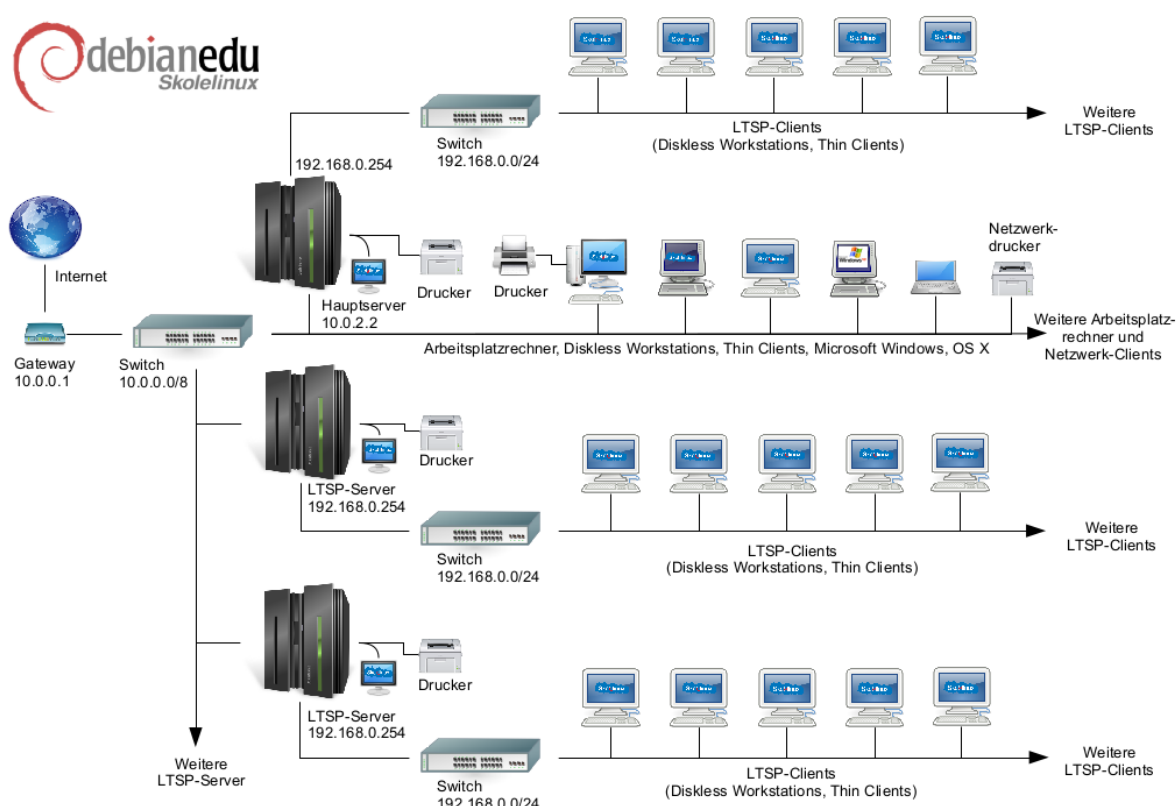 debianedu
Skolelinux
Switch
192.168.0.0/24
LTSP-Clients
(Diskless Workstations, Thin Clients)
Weitere
LTSP-Clients
192.168.0.254
Internet
Hauptserver
10.0.2.2
Drucker
Drucker
Windows
Netzwerk-
drucker
Gateway
10.0.0.1
Switch
10.0.0.0/8
Arbeitsplatzrechner, Diskless Workstations, Thin Clients, Microsoft Windows, OS X
Weitere Arbeitsplatz-
rechner und
Netzwerk-Clients
Drucker
LTSP-Server
192.168.0.254
Switch
192.168.0.0/24
LTSP-Clients
(Diskless Workstations, Thin Clients)
Weitere
LTSP-Clients
Drucker
LTSP-Server
192.168.0.254
Weitere
LTSP-Server
Switch
192.168.0.0/24
LTSP-Clients
(Diskless Workstations, Thin Clients)
Weitere
LTSP-Clients